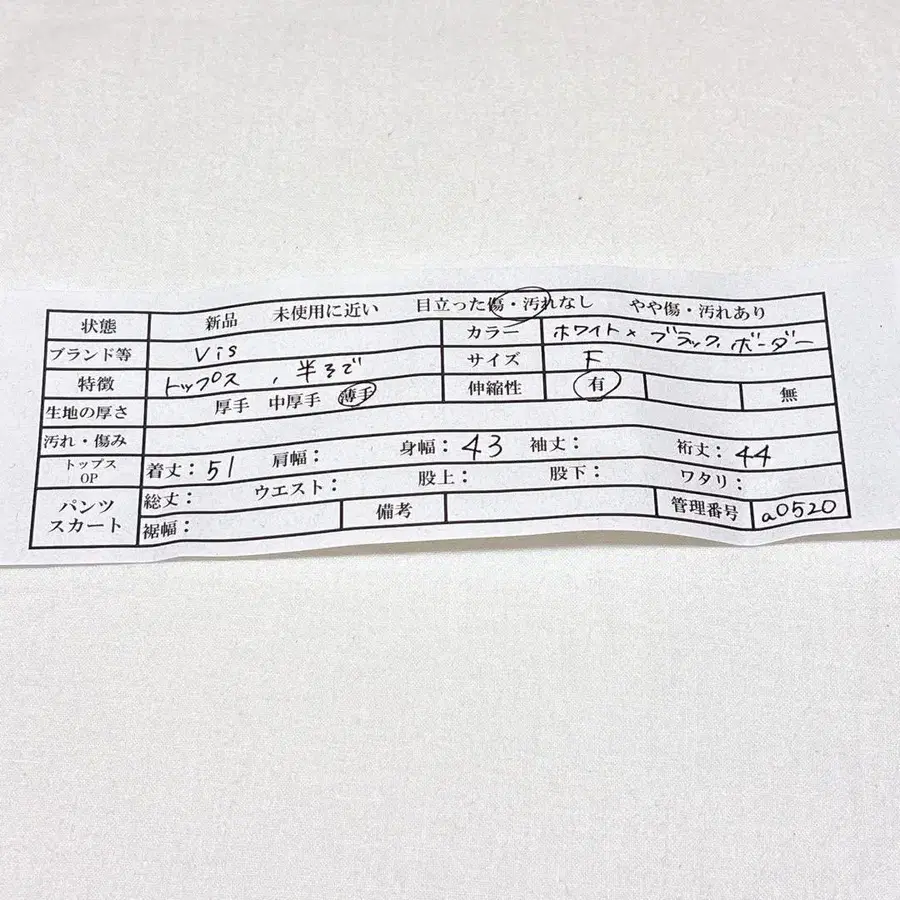 状態 新品 未使用に近い 目立った傷・汚れなし やや傷・汚れあり
ブランド等 Vis カラー ホワイト×ブラック、ボーダー
特徴 トップス、半そで サイズ F
生地の厚さ 厚手 中厚手 薄手 伸縮性 有 無
汚れ・傷み
トップス OP 着丈：51 肩幅： 身幅：43 袖丈： 裄丈：44
パンツ スカート 総丈： ウエスト： 股上： 股下： ワタリ：
裾幅： 備考 管理番号 a0520